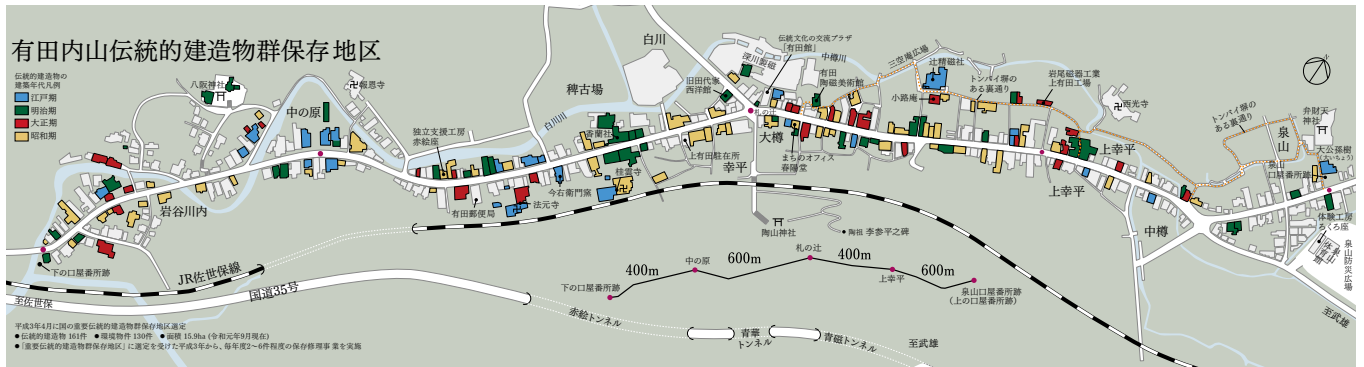 有田内山伝統的建造物群保存地区
伝統的建造物の
建築年代凡例
江戸期
明治期
大正期
昭和期
八阪神社
報恩寺
中の原
独立支援工房
赤絵座
稗古場
白川川
香蘭社
白川
旧田代家
西洋館
深川製磁
伝統文化の交流プラザ
「有田館」
中樽川
有田
陶磁美術館
三空庵広場
辻精磁社
小路庵
トンバイ塀の
ある裏通り
岩尾磁器工業
上有田工場
西光寺
トンバイ塀の
ある裏通り
泉山
弁財天
神社
大公孫樹
(大いちょう)
泉山
口屋番所跡
札の辻
大樽
上有田駐在所
幸平
まちのオフィス
春陽堂
上幸平
上幸平
中樽
体験工房
ろくろ座
泉山
体育館
泉山防災広場
岩谷川内
有田郵便局
法元寺
今右衛門窯
桂雲寺
陶山神社
陶祖 李参平之碑
下の口屋番所跡
JR佐世保線
国道35号
至佐世保
赤絵トンネル
青華
トンネル
青磁トンネル
至武雄
至武雄
下の口屋番所跡
400m
中の原
600m
札の辻
400m
上幸平
600m
泉山口屋番所跡
(上の口屋番所跡)
平成3年4月に国の重要伝統的建造物群保存地区選定
●伝統的建造物 161件 ●環境物件 130件 ●面積 15.9ha (令和元年9月現在)
●「重要伝統的建造物群保存地区」に選定を受けた平成3年から、毎年度2〜6件程度の保存修理事業を実施